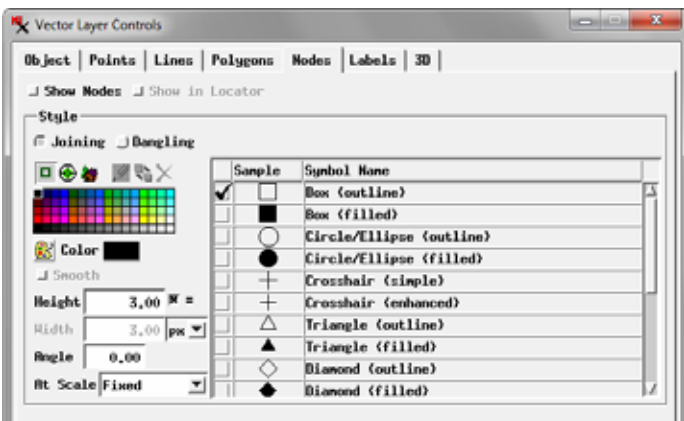 Vector Layer Controls
Object Points Lines Polygons Nodes Labels 3D
Show Nodes Show in Locator
Style
Joining Dangling
Sample Symbol Name
Box (outline)
Box (filled)
Circle/Ellipse (outline)
Circle/Ellipse (filled)
Crosshair (simple)
Crosshair (enhanced)
Triangle (outline)
Triangle (filled)
Diamond (outline)
Diamond (filled)
Color
Smooth
Height 3.00 =
Width 3.00 px
Angle 0.00
At Scale Fixed